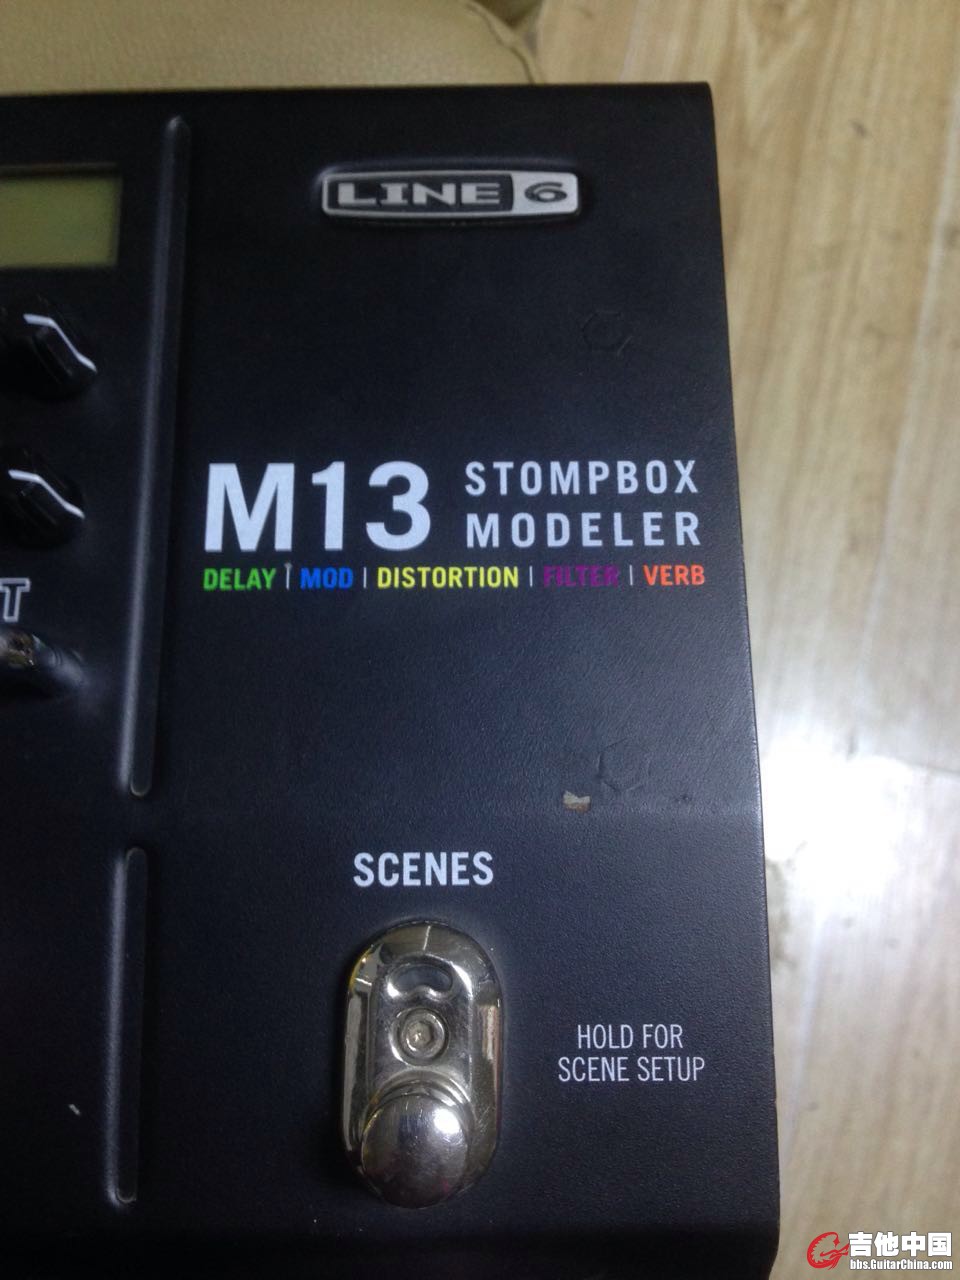 LINE 6
M13 STOMPBOX
MODELER
DELAY | MOD | DISTORTION | FILTER | VERB
T
SCENES
HOLD FOR
SCENE SETUP
吉他中国
bbs.GuitarChina.com